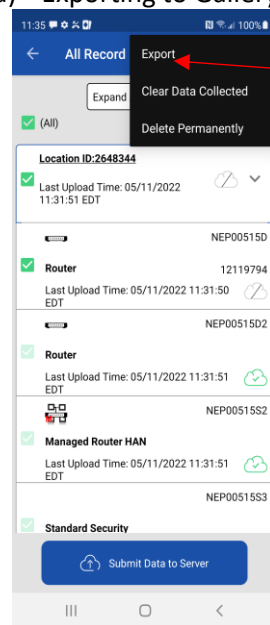 Exporting to Gallery
11:35 100%
All Record
Export
Expand
Clear Data Collected
(All)
Delete Permanently
Location ID:2648344
Last Upload Time: 05/11/2022
11:31:51 EDT
NEP00515D
Router 12119794
Last Upload Time: 05/11/2022 11:31:50
EDT
NEP00515D2
Router
Last Upload Time: 05/11/2022 11:31:51
EDT
NEP00515S2
Managed Router HAN
Last Upload Time: 05/11/2022 11:31:51
EDT
NEP00515S3
Standard Security
Submit Data to Server